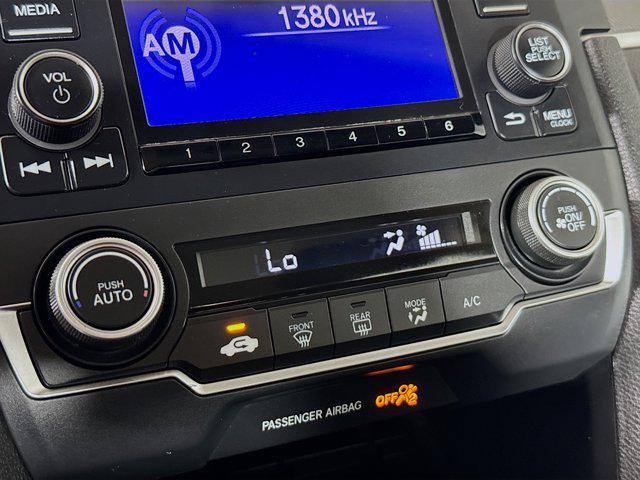 MEDIA
1380 kHz
AM
VOL
LIST
PUSH
SELECT
MENU
CLOCK
1 2 3 4 5 6
PUSH
AUTO
Lo
PUSH
ON/
OFF
FRONT
REAR
MODE
A/C
PASSENGER AIRBAG OFF 2